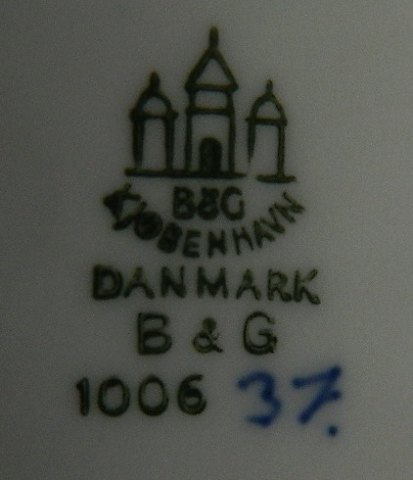 B&G
KJØBENHAVN
DANMARK
B & G
1006 37.